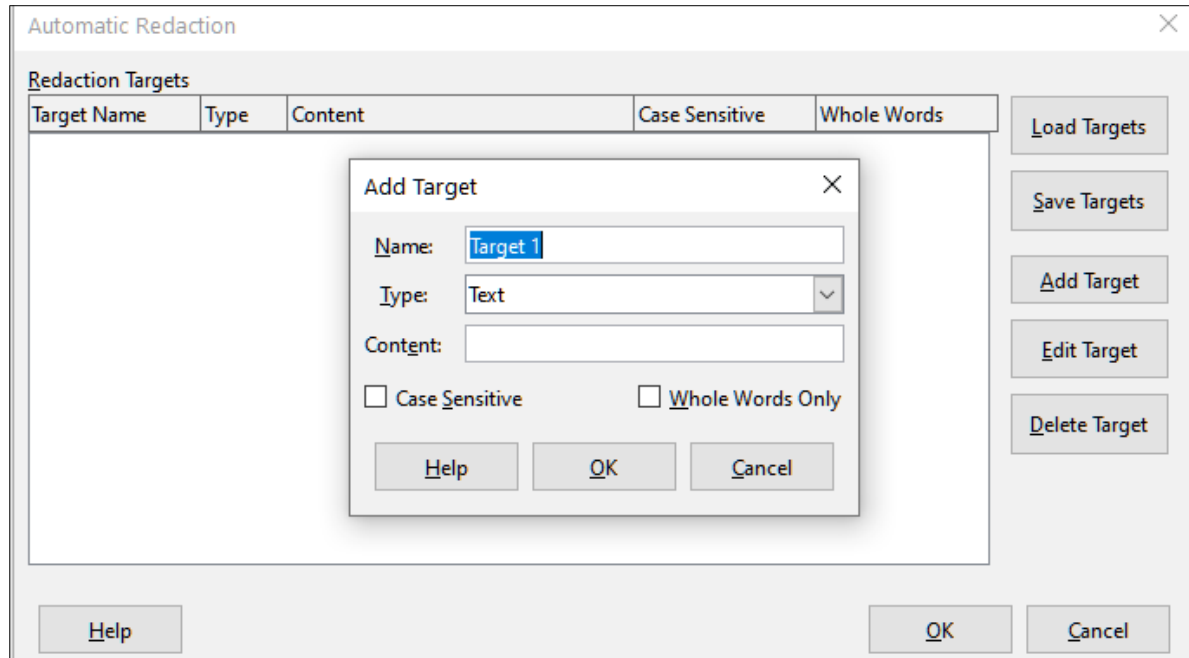 Automatic Redaction
Redaction Targets
Target Name Type Content Case Sensitive Whole Words
Load Targets
Save Targets
Add Target
Edit Target
Delete Target
Add Target
Name: Target 1
Type: Text
Content:
Case Sensitive Whole Words Only
Help OK Cancel
Help OK Cancel